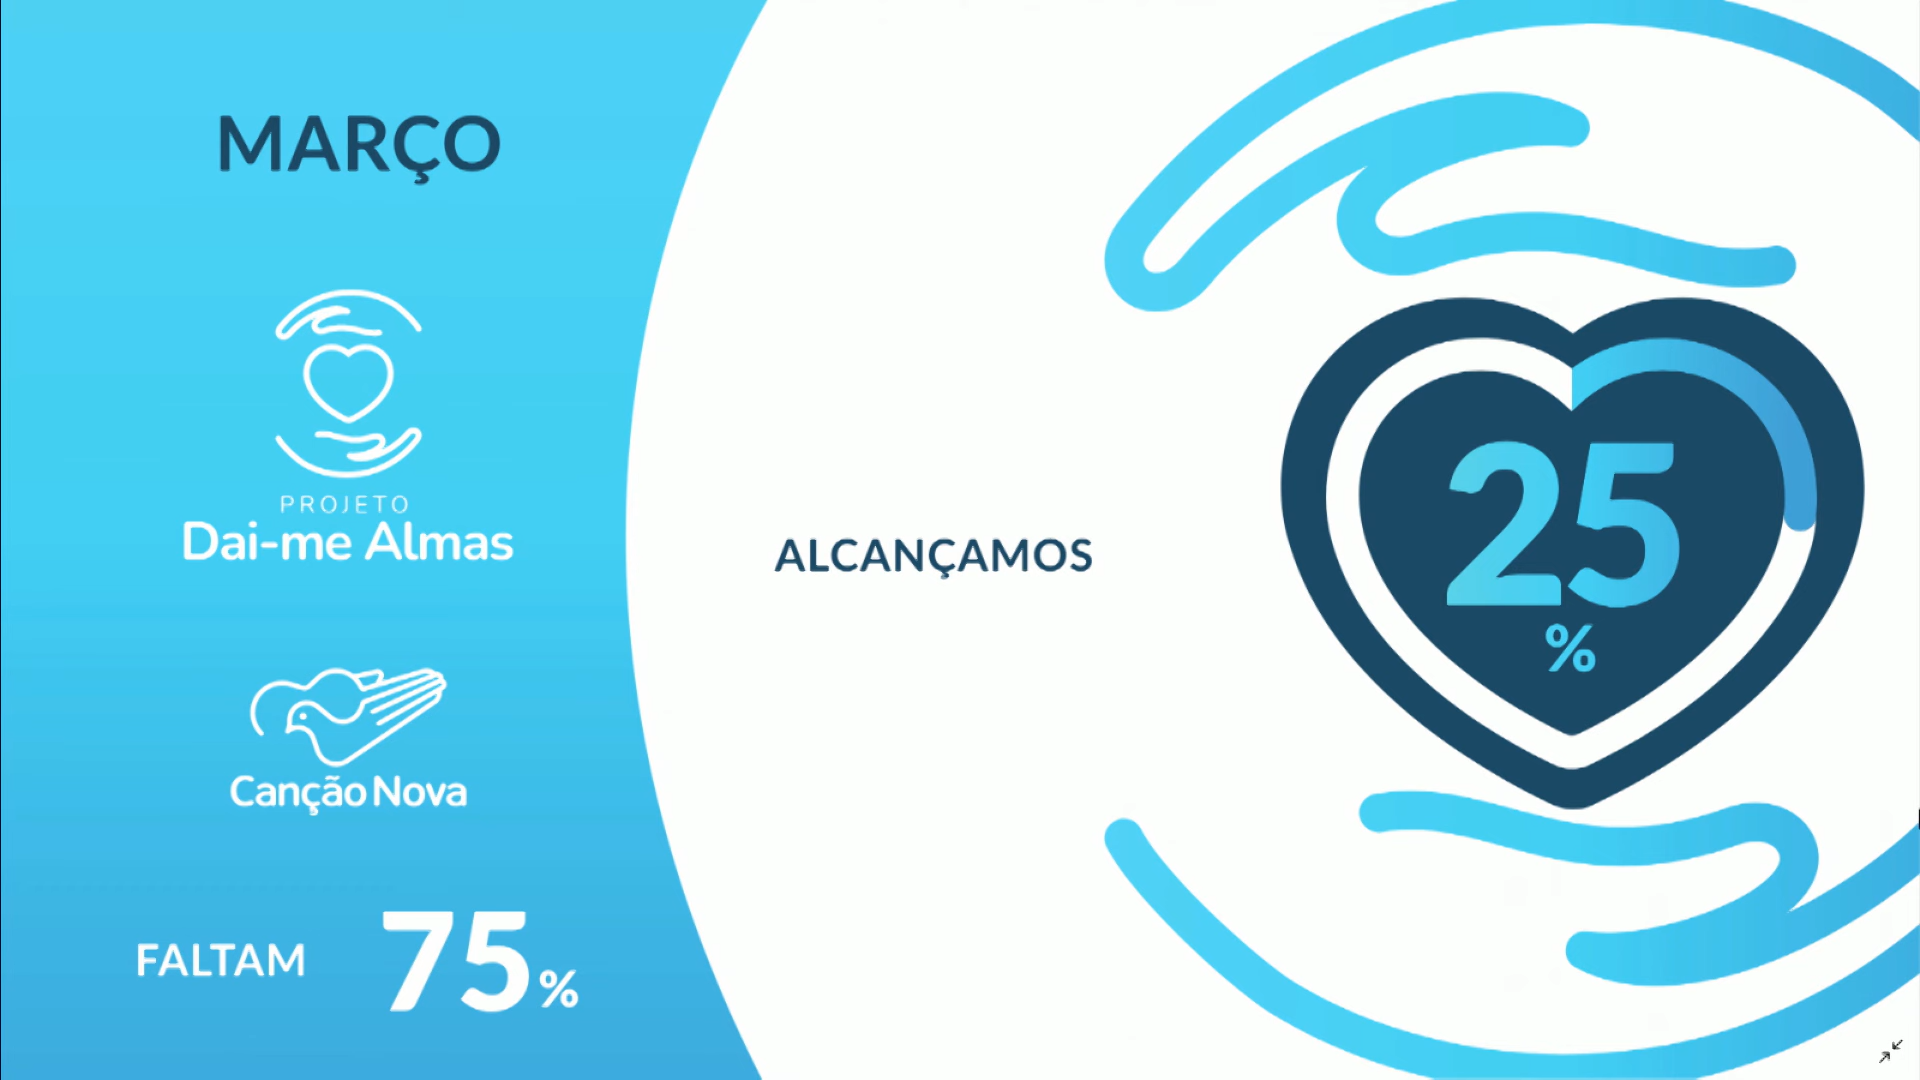 MARÇO
PROJETO
Dai-me Almas
Canção Nova
FALTAM 75%
ALCANÇAMOS
25
%